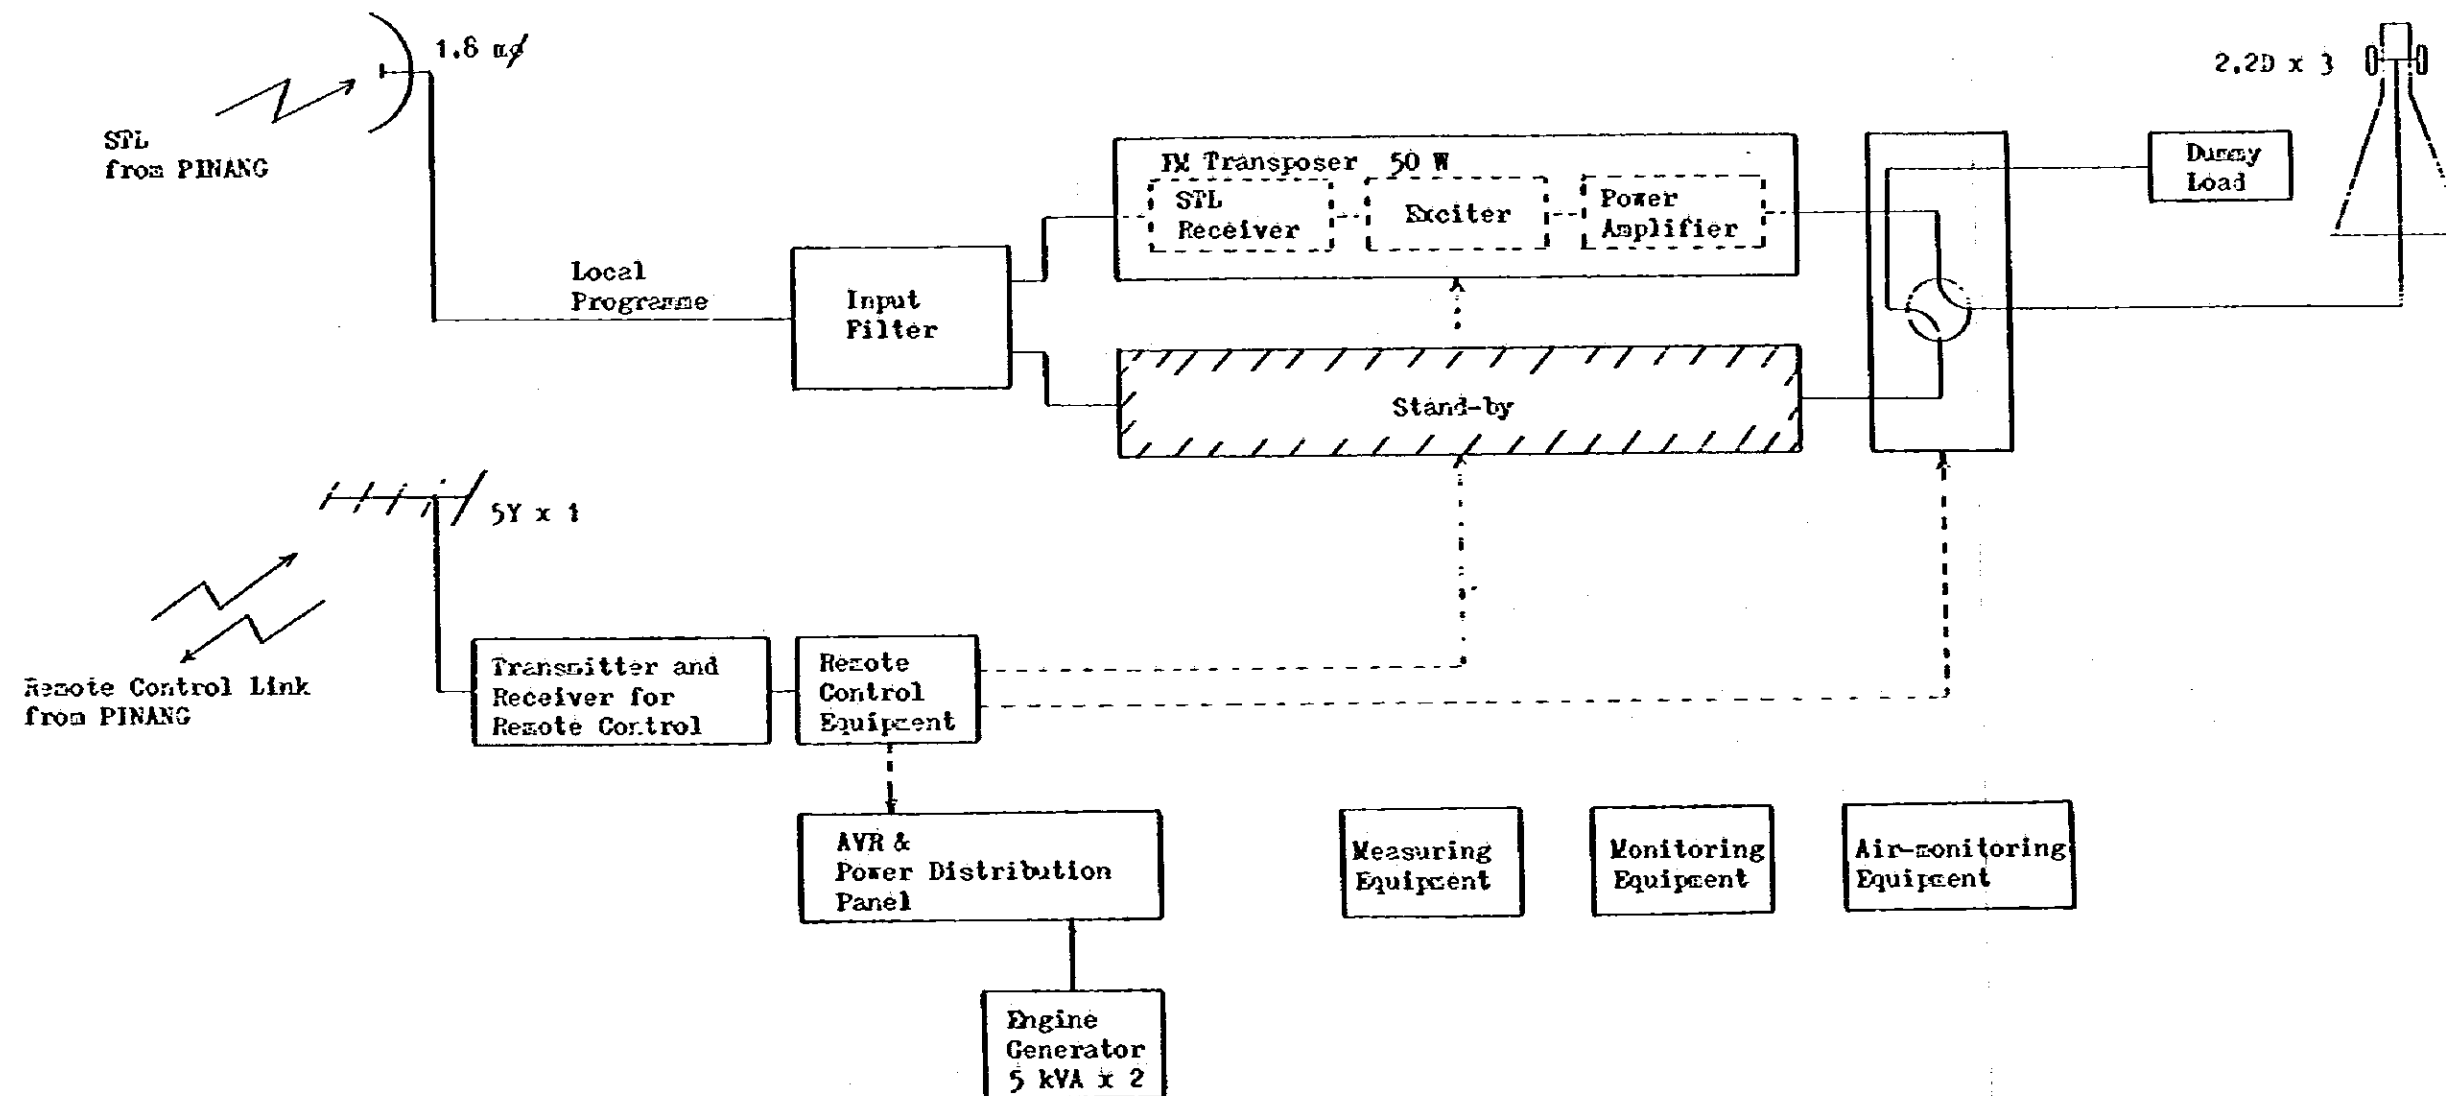 1.8 mφ
STL
from PINANG
2.2D x 3
Dummy
Load
FM Transposer 50 W
STL
Receiver
Exciter
Power
Amplifier
Local
Programme
Input
Filter
Stand-by
5Y x 1
Remote Control Link
from PINANG
Transmitter and
Receiver for
Remote Control
Remote
Control
Equipment
AVR &
Power Distribution
Panel
Measuring
Equipment
Monitoring
Equipment
Air-monitoring
Equipment
Engine
Generator
5 kVA x 2